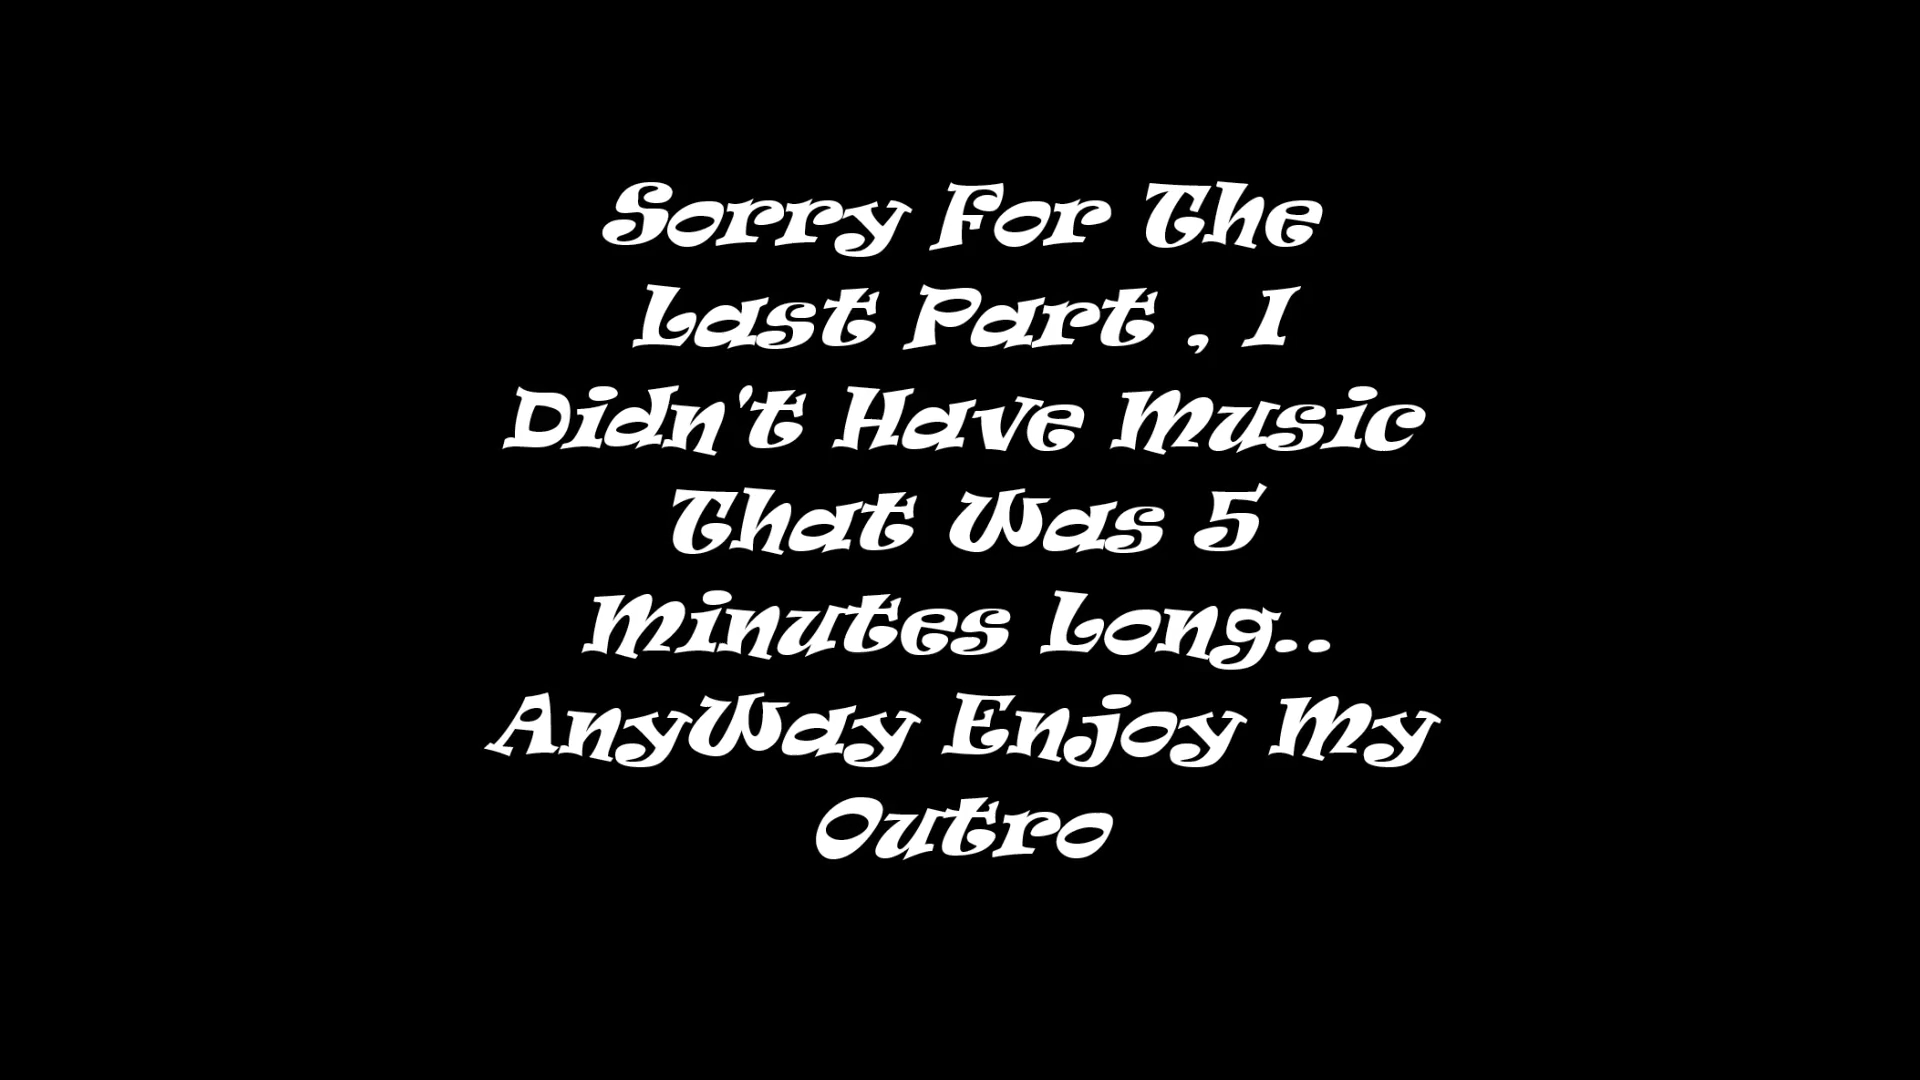 Sorry For The
Last Part , I
Didn't Have Music
That Was 5
Minutes Long..
AnyWay Enjoy My
Outro